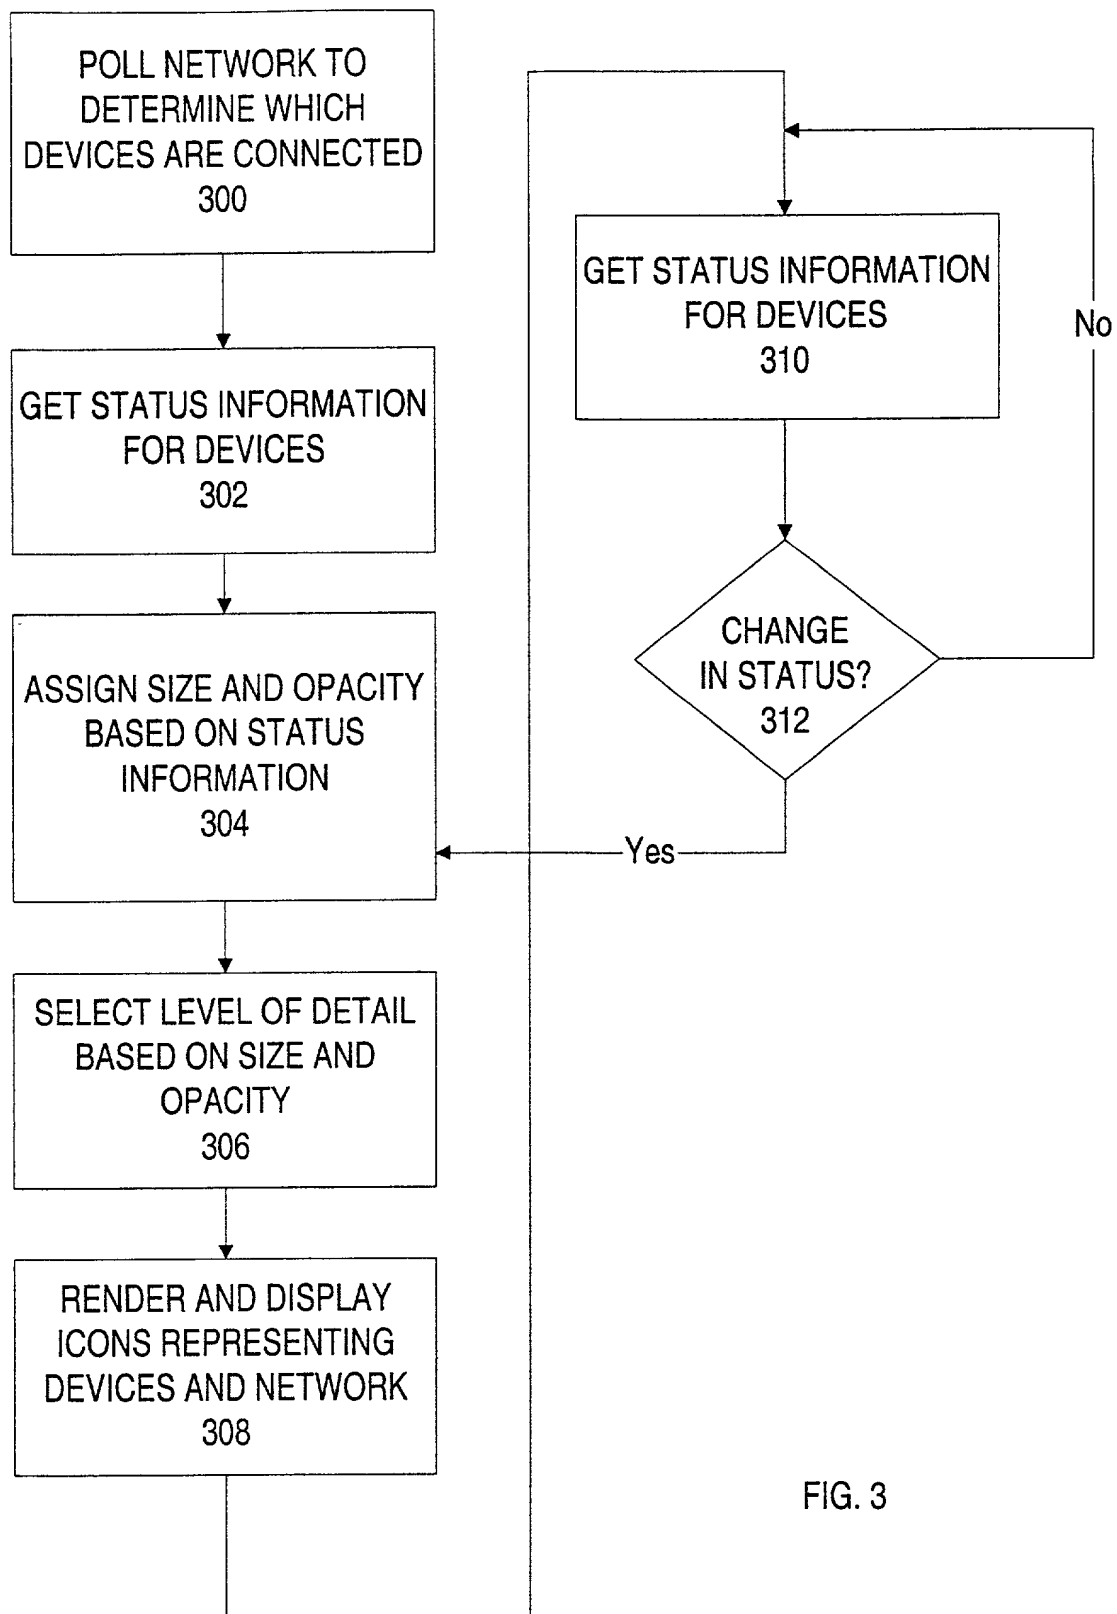 POLL NETWORK TO
DETERMINE WHICH
DEVICES ARE CONNECTED
300
GET STATUS INFORMATION
FOR DEVICES
302
ASSIGN SIZE AND OPACITY
BASED ON STATUS
INFORMATION
304
SELECT LEVEL OF DETAIL
BASED ON SIZE AND
OPACITY
306
RENDER AND DISPLAY
ICONS REPRESENTING
DEVICES AND NETWORK
308
GET STATUS INFORMATION
FOR DEVICES
310
No
CHANGE
IN STATUS?
312
Yes
FIG. 3